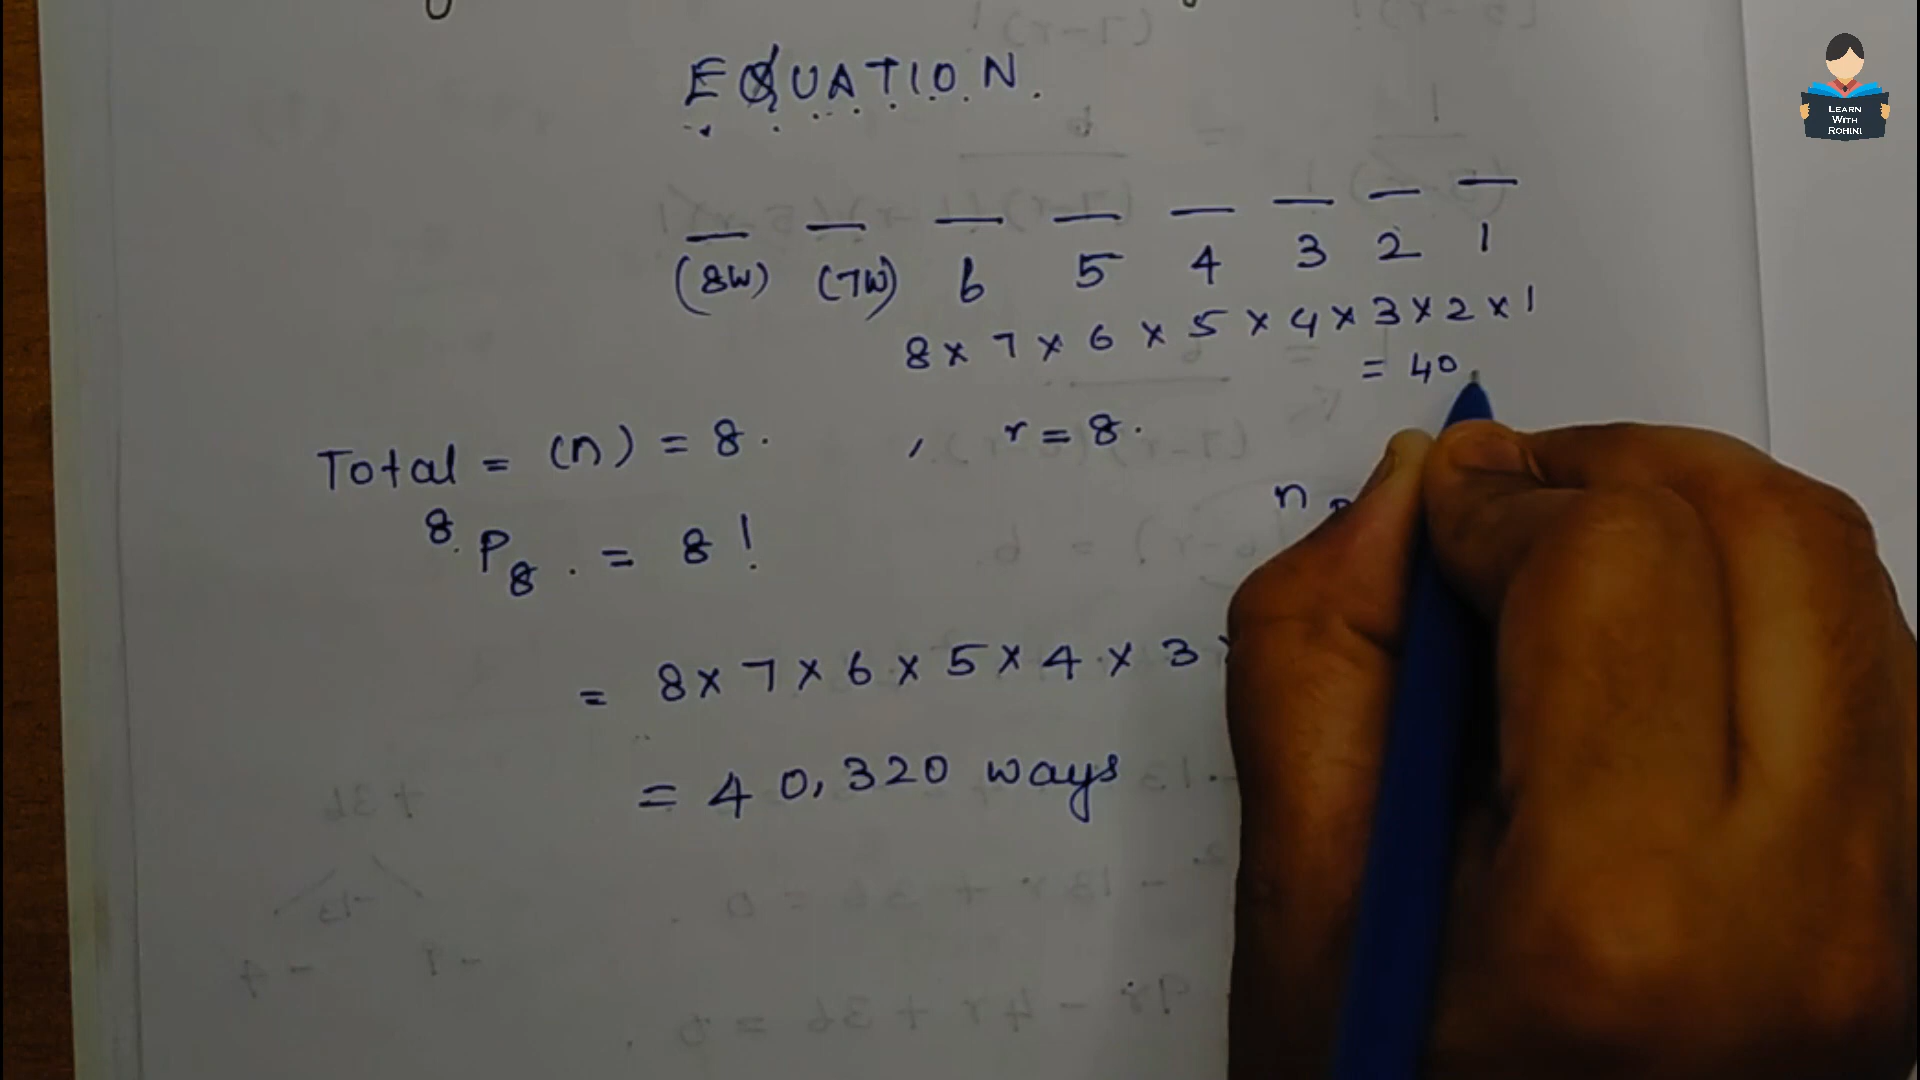 LEARN
WITH
ROHINI
EQUATION.
(8W) (7W) 6 5 4 3 2 1
8 × 7 × 6 × 5 × 4 × 3 × 2 × 1
= 40
Total = (n) = 8. , r = 8.
n
8P8. = 8!
= 8 × 7 × 6 × 5 × 4 × 3
= 40,320 ways